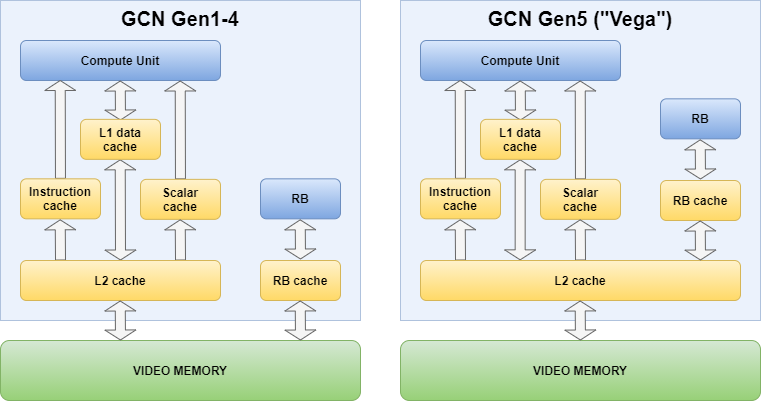 GCN Gen1-4
Compute Unit
L1 data
cache
Instruction
cache
Scalar
cache
RB
L2 cache
RB cache
VIDEO MEMORY
GCN Gen5 ("Vega")
Compute Unit
RB
L1 data
cache
Instruction
cache
Scalar
cache
RB cache
L2 cache
VIDEO MEMORY